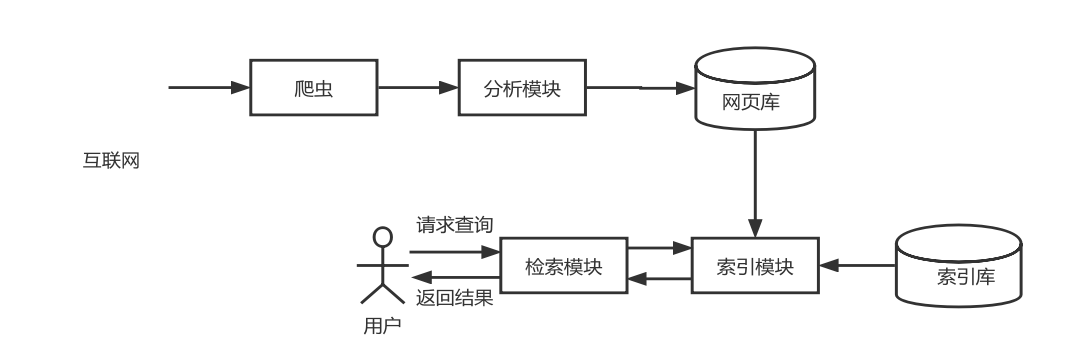 爬虫
分析模块
网页库
互联网
请求查询
检索模块
索引模块
索引库
返回结果
用户